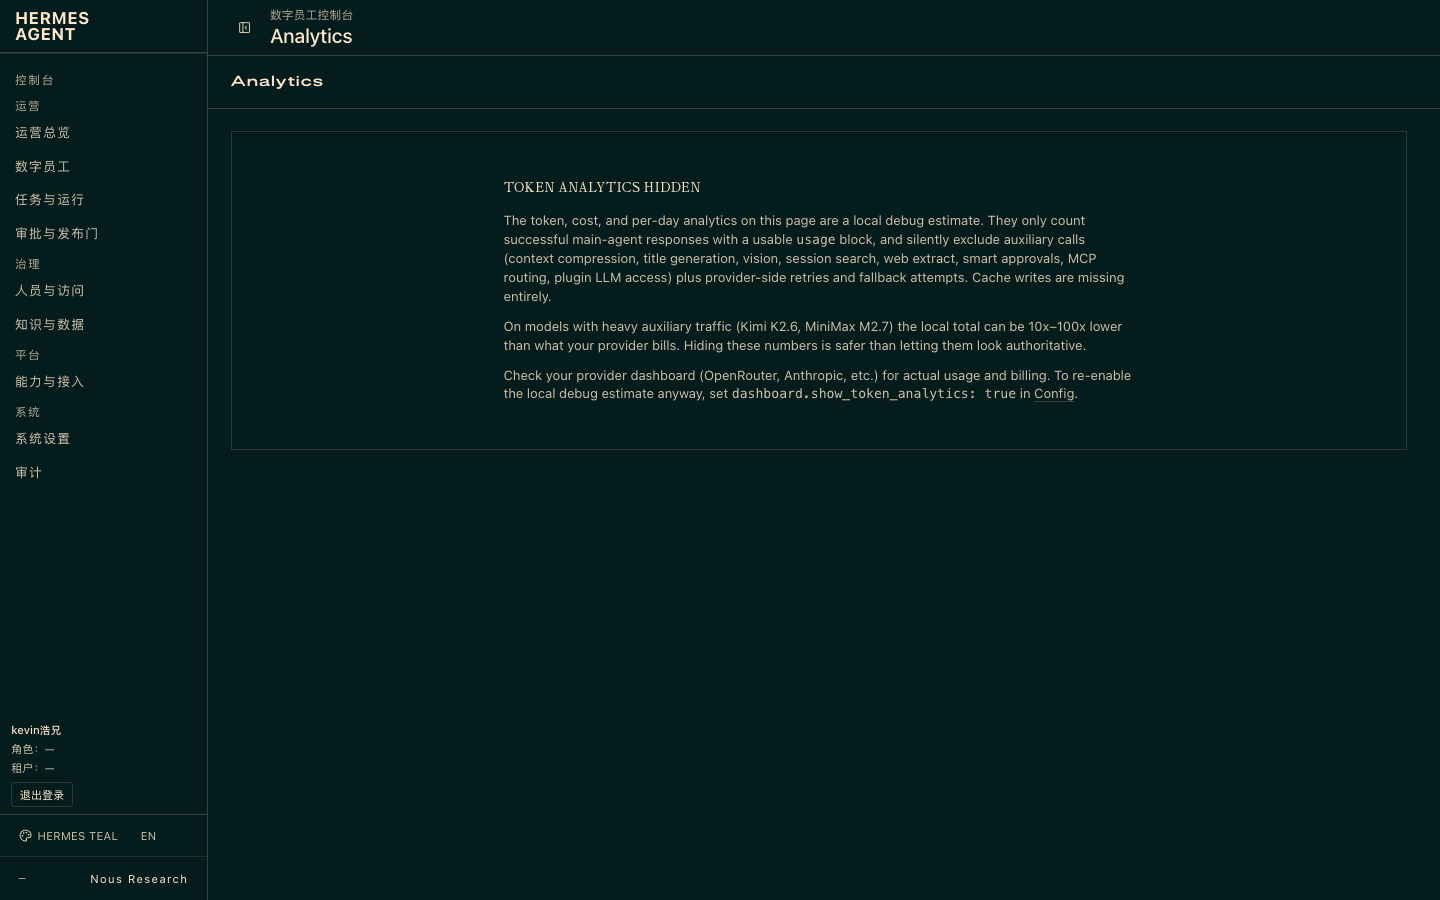 HERMES
AGENT
控制台
运营
运营总览
数字员工
任务与运行
审批与发布门
治理
人员与访问
知识与数据
平台
能力与接入
系统
系统设置
审计
kevin浩兄
角色： —
租户： —
退出登录
HERMES TEAL EN
— Nous Research
数字员工控制台
Analytics
Analytics
TOKEN ANALYTICS HIDDEN
The token, cost, and per-day analytics on this page are a local debug estimate. They only count
successful main-agent responses with a usable usage block, and silently exclude auxiliary calls
(context compression, title generation, vision, session search, web extract, smart approvals, MCP
routing, plugin LLM access) plus provider-side retries and fallback attempts. Cache writes are missing
entirely.
On models with heavy auxiliary traffic (Kimi K2.6, MiniMax M2.7) the local total can be 10x–100x lower
than what your provider bills. Hiding these numbers is safer than letting them look authoritative.
Check your provider dashboard (OpenRouter, Anthropic, etc.) for actual usage and billing. To re-enable
the local debug estimate anyway, set dashboard.show_token_analytics: true in Config.